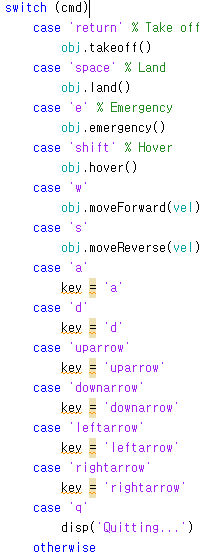 switch (cmd)
case 'return' % Take off
obj.takeoff()
case 'space' % Land
obj.land()
case 'e' % Emergency
obj.emergency()
case 'shift' % Hover
obj.hover()
case 'w'
obj.moveForward(vel)
case 's'
obj.moveReverse(vel)
case 'a'
key = 'a'
case 'd'
key = 'd'
case 'uparrow'
key = 'uparrow'
case 'downarrow'
key = 'downarrow'
case 'leftarrow'
key = 'leftarrow'
case 'rightarrow'
key = 'rightarrow'
case 'q'
disp('Quitting...')
otherwise